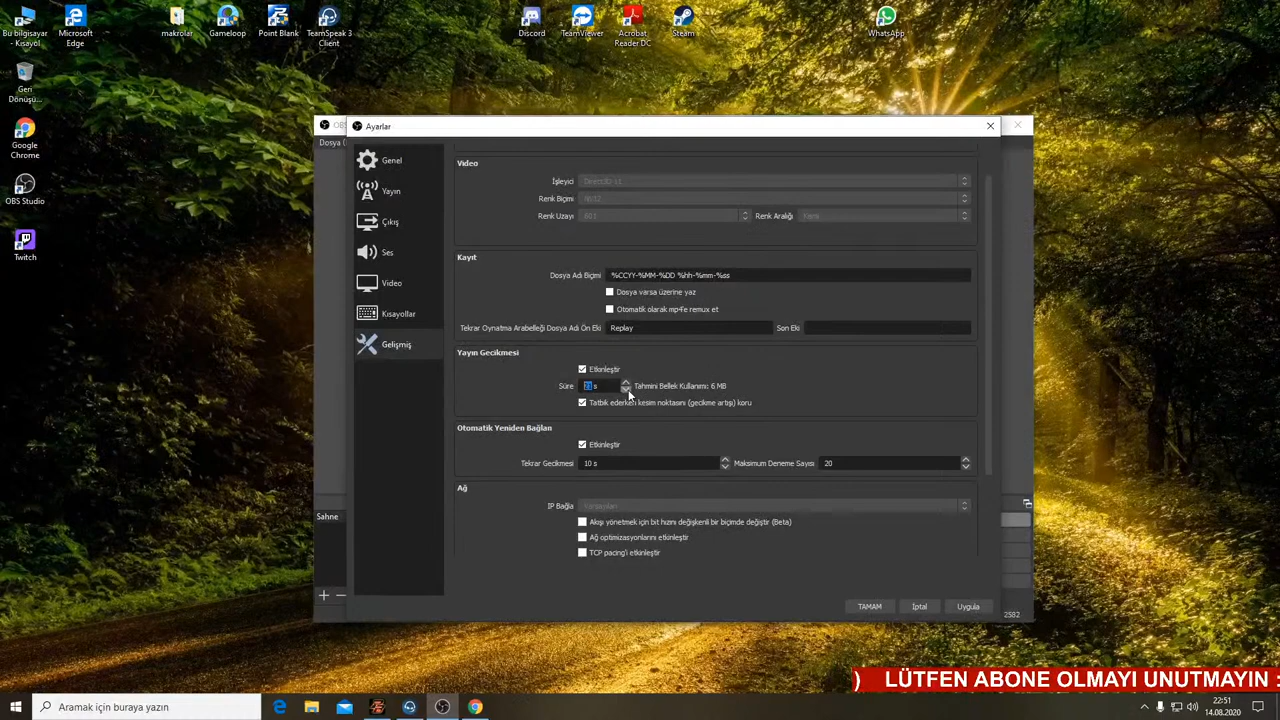 Bu bilgisayar
- Kısayol
Microsoft
Edge
makrolar
Gameloop
Point Blank
TeamSpeak 3
Client
Discord
TeamViewer
Acrobat
Reader DC
Steam
WhatsApp
Geri
Dönüşü...
Google
Chrome
OBS Studio
Twitch
Dosya (
Ayarlar
Genel
Yayın
Çıkış
Ses
Video
Kısayollar
Gelişmiş
Video
İşleyici
Renk Biçimi
Renk Uzayı
Renk Aralığı
Kayıt
Dosya Adı Biçimi %CCYY-%MM-%DD %hh-%mm-%ss
Dosya varsa üzerine yaz
Otomatik olarak mp4'e remux et
Tekrar Oynatma Arabelleği Dosya Adı Ön Eki Replay Son Eki
Yayın Gecikmesi
Etkinleştir
Süre s Tahmini Bellek Kullanımı: 6 MB
Tatbik ederken kesim noktasını (gecikme artışı) koru
Otomatik Yeniden Bağlan
Etkinleştir
Tekrar Gecikmesi 10 s Maksimum Deneme Sayısı 20
Ağ
IP Bağla
Akışı yönetmek için bit hızını değişkenli bir biçimde değiştir (Beta)
Ağ optimizasyonlarını etkinleştir
TCP pacing'i etkinleştir
TAMAM İptal Uygula
Sahne
2582
) LÜTFEN ABONE OLMAYI UNUTMAYIN :
Aramak için buraya yazın
22:51
14.08.2020